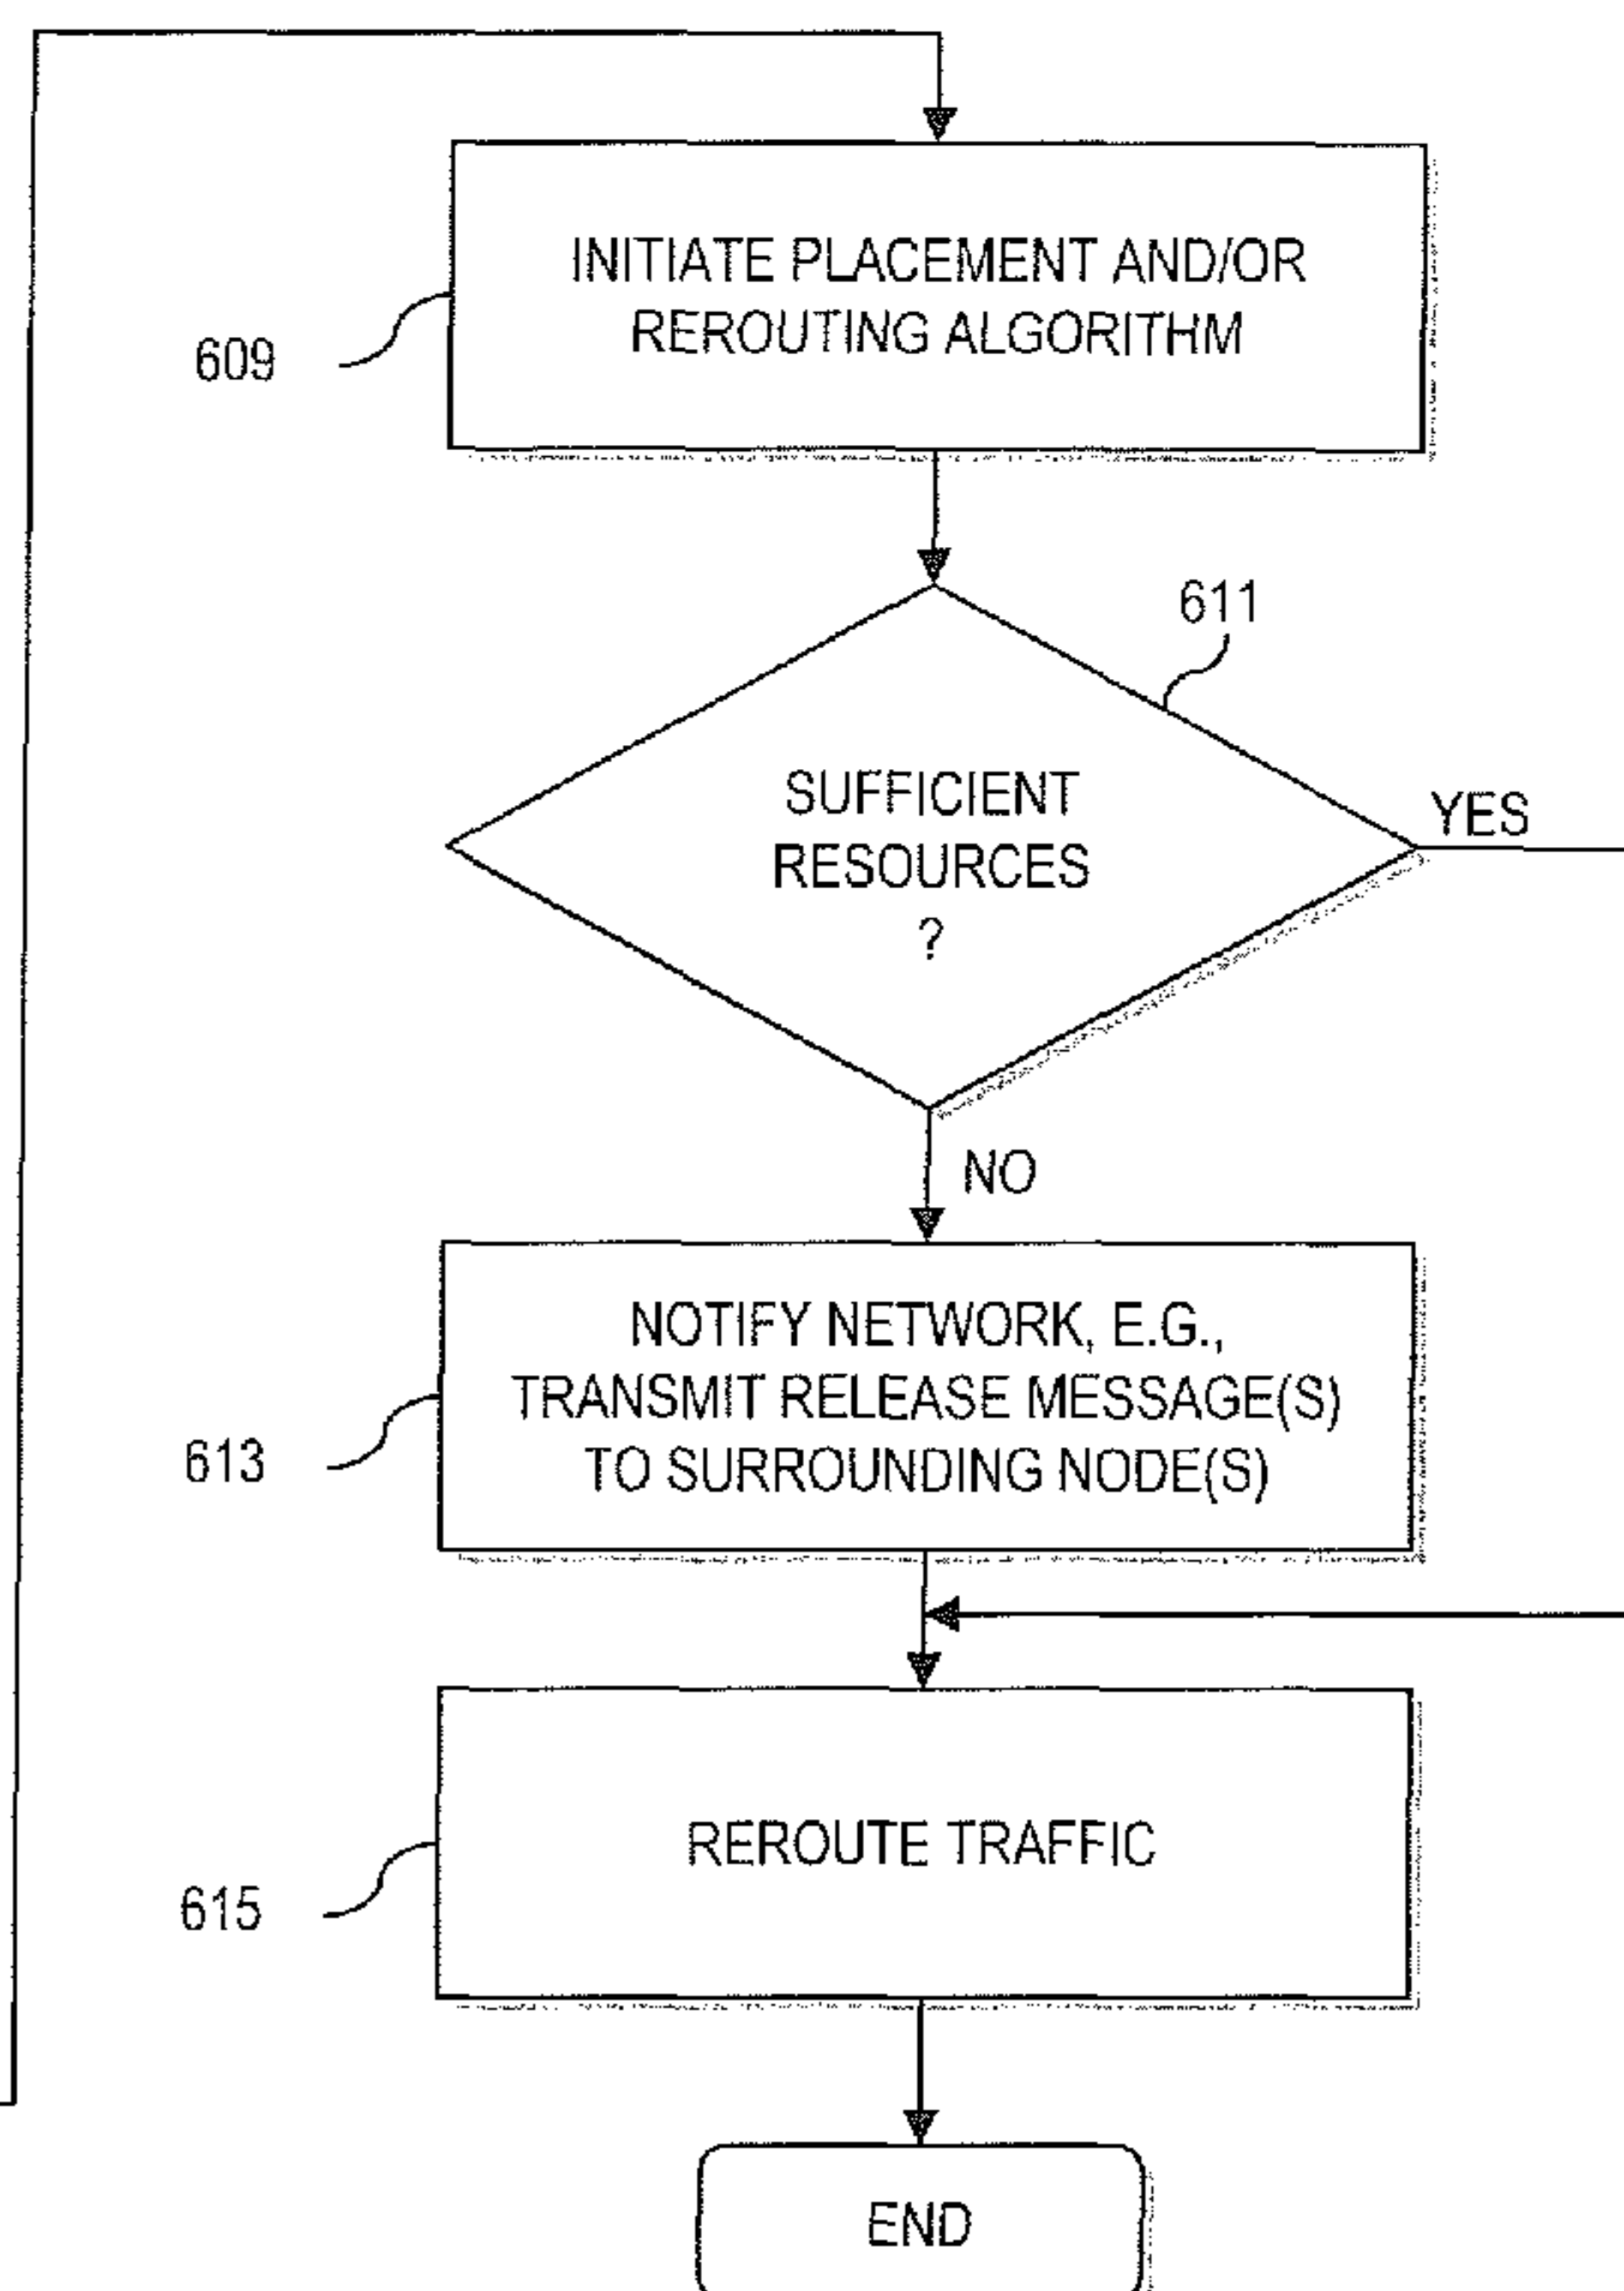 INITIATE PLACEMENT AND/OR
REROUTING ALGORITHM
609
611
SUFFICIENT
RESOURCES
?
YES
NO
NOTIFY NETWORK, E.G.,
TRANSMIT RELEASE MESSAGE(S)
TO SURROUNDING NODE(S)
613
REROUTE TRAFFIC
615
END